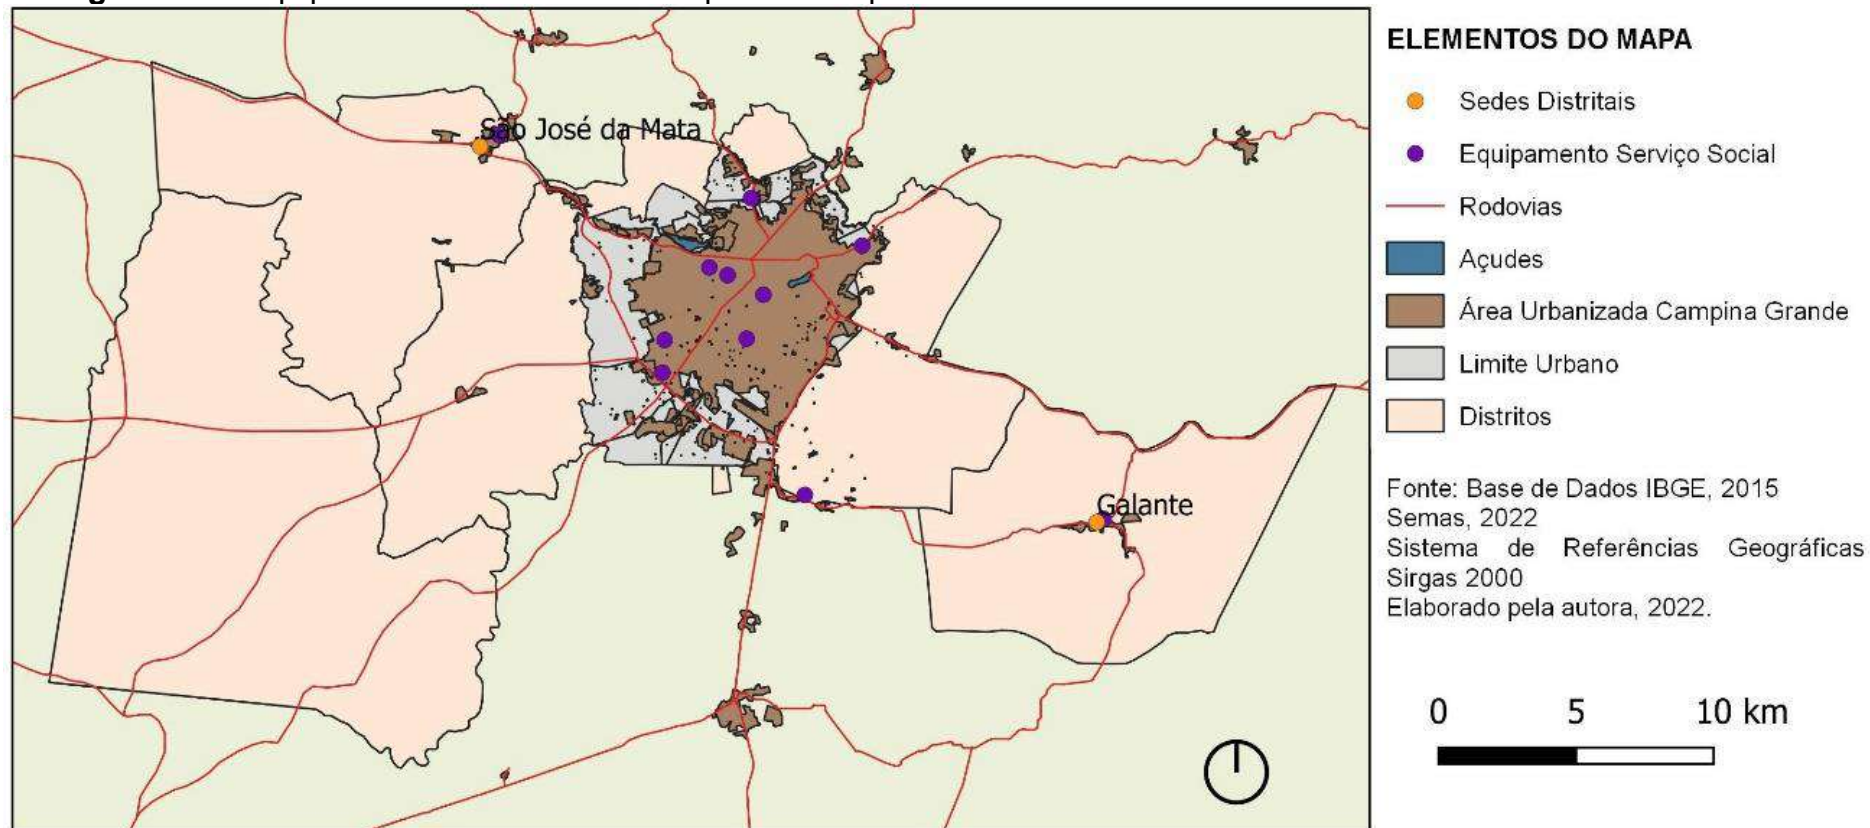 ELEMENTOS DO MAPA
Sedes Distritais
Equipamento Serviço Social
Rodovias
Açudes
Área Urbanizada Campina Grande
Limite Urbano
Distritos
Fonte: Base de Dados IBGE, 2015
Semas, 2022
Sistema de Referências Geográficas
Sirgas 2000
Elaborado pela autora, 2022.
0 5 10 km
São José da Mata
Galante